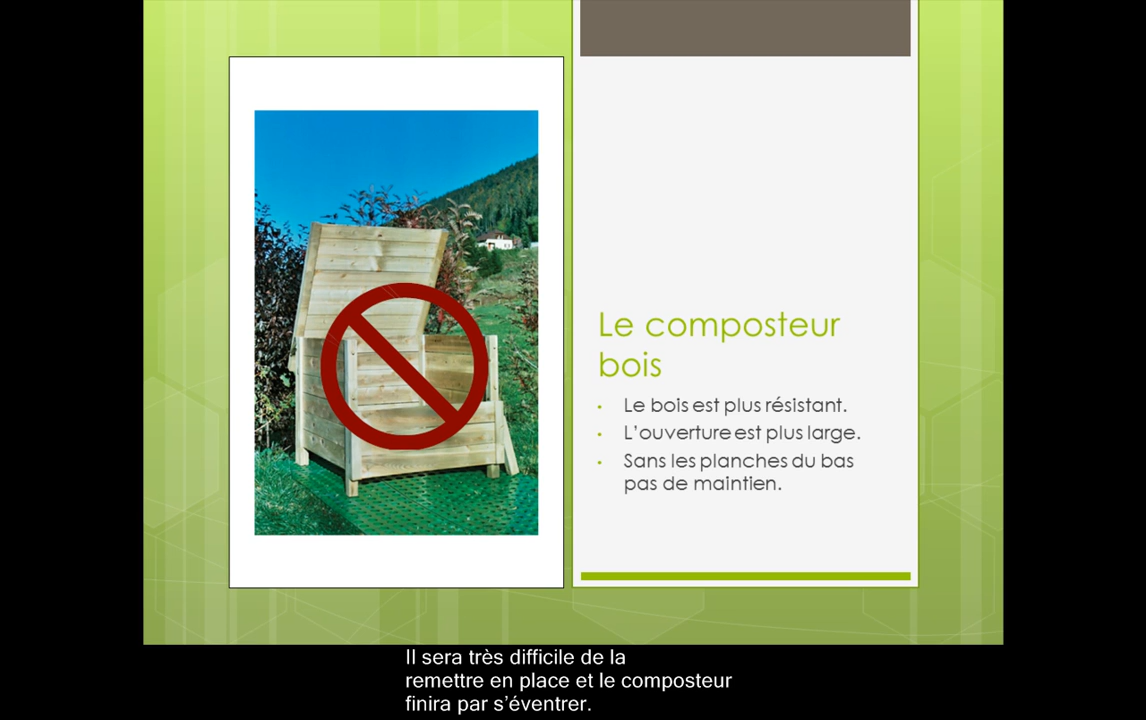 Le composteur
bois
• Le bois est plus résistant.
• L'ouverture est plus large.
• Sans les planches du bas
pas de maintien.
Il sera très difficile de la
remettre en place et le composteur
finira par s'éventrer.